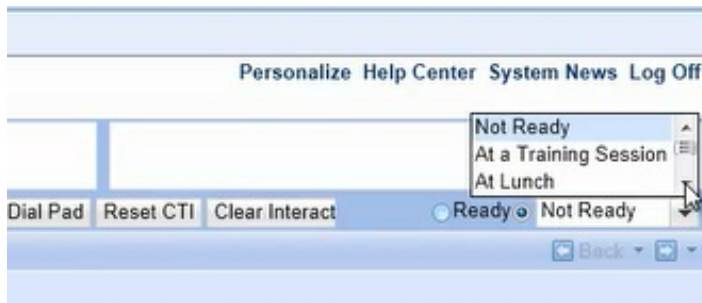 Personalize Help Center System News Log Off
Not Ready
At a Training Session
At Lunch
Dial Pad Reset CTI Clear Interact Ready Not Ready
Back